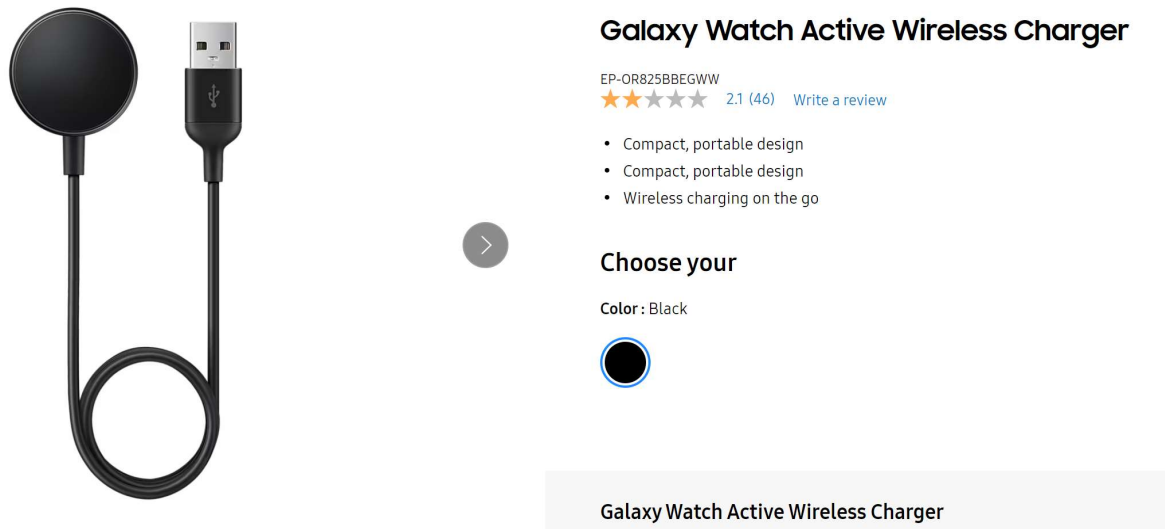 Galaxy Watch Active Wireless Charger
EP-OR825BBEGWW
2.1 (46) Write a review
• Compact, portable design
• Compact, portable design
• Wireless charging on the go
Choose your
Color : Black
Galaxy Watch Active Wireless Charger